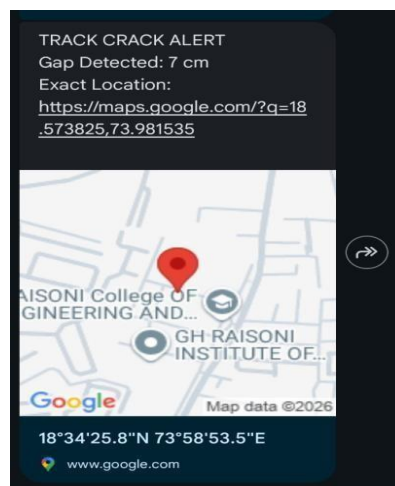 TRACK CRACK ALERT
Gap Detected: 7 cm
Exact Location:
https://maps.google.com/?q=18
.573825,73.981535
AISONI College OF
GINEERING AND...
GH RAISONI
INSTITUTE OF...
Google
Map data ©2026
18°34'25.8"N 73°58'53.5"E
www.google.com